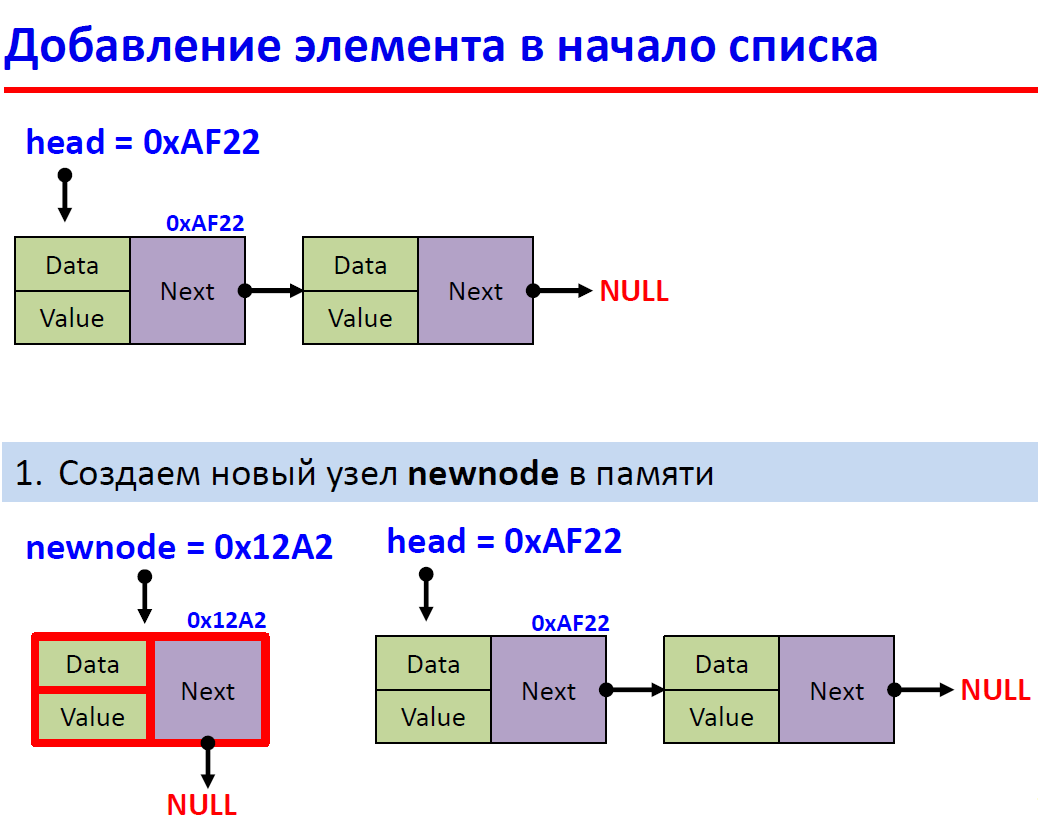 Добавление элемента в начало списка
head = 0xAF22
0xAF22
Data
Value
Next
Data
Value
Next
NULL
1. Создаем новый узел newnode в памяти
newnode = 0x12A2
head = 0xAF22
0x12A2
0xAF22
Data
Value
Next
NULL
Data
Value
Next
Data
Value
Next
NULL